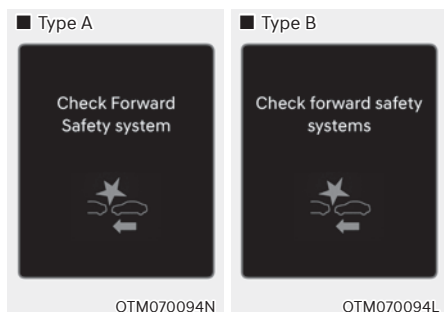 ■ Type A
Check Forward
Safety system
OTM070094N
■ Type B
Check forward safety
systems
OTM070094L